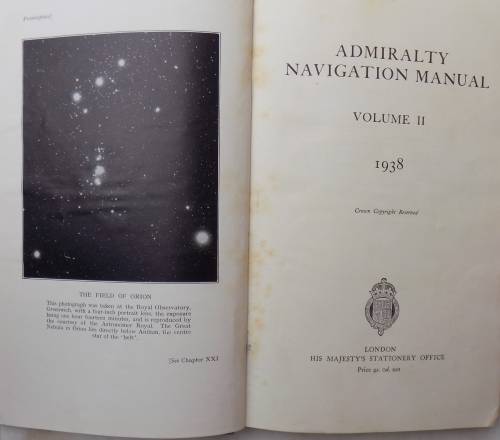 Frontispiece]
THE FIELD OF ORION
This photograph was taken at the Royal Observatory,
Greenwich, with a four-inch portrait lens, the exposure
being one hour fourteen minutes, and is reproduced by
the courtesy of the Astronomer Royal. The Great
Nebula in Orion lies directly below Anilam, the centre
star of the "belt".
[See Chapter XXI
ADMIRALTY
NAVIGATION MANUAL
VOLUME II
1938
Crown Copyright Reserved
LONDON
HIS MAJESTY'S STATIONERY OFFICE
Price net